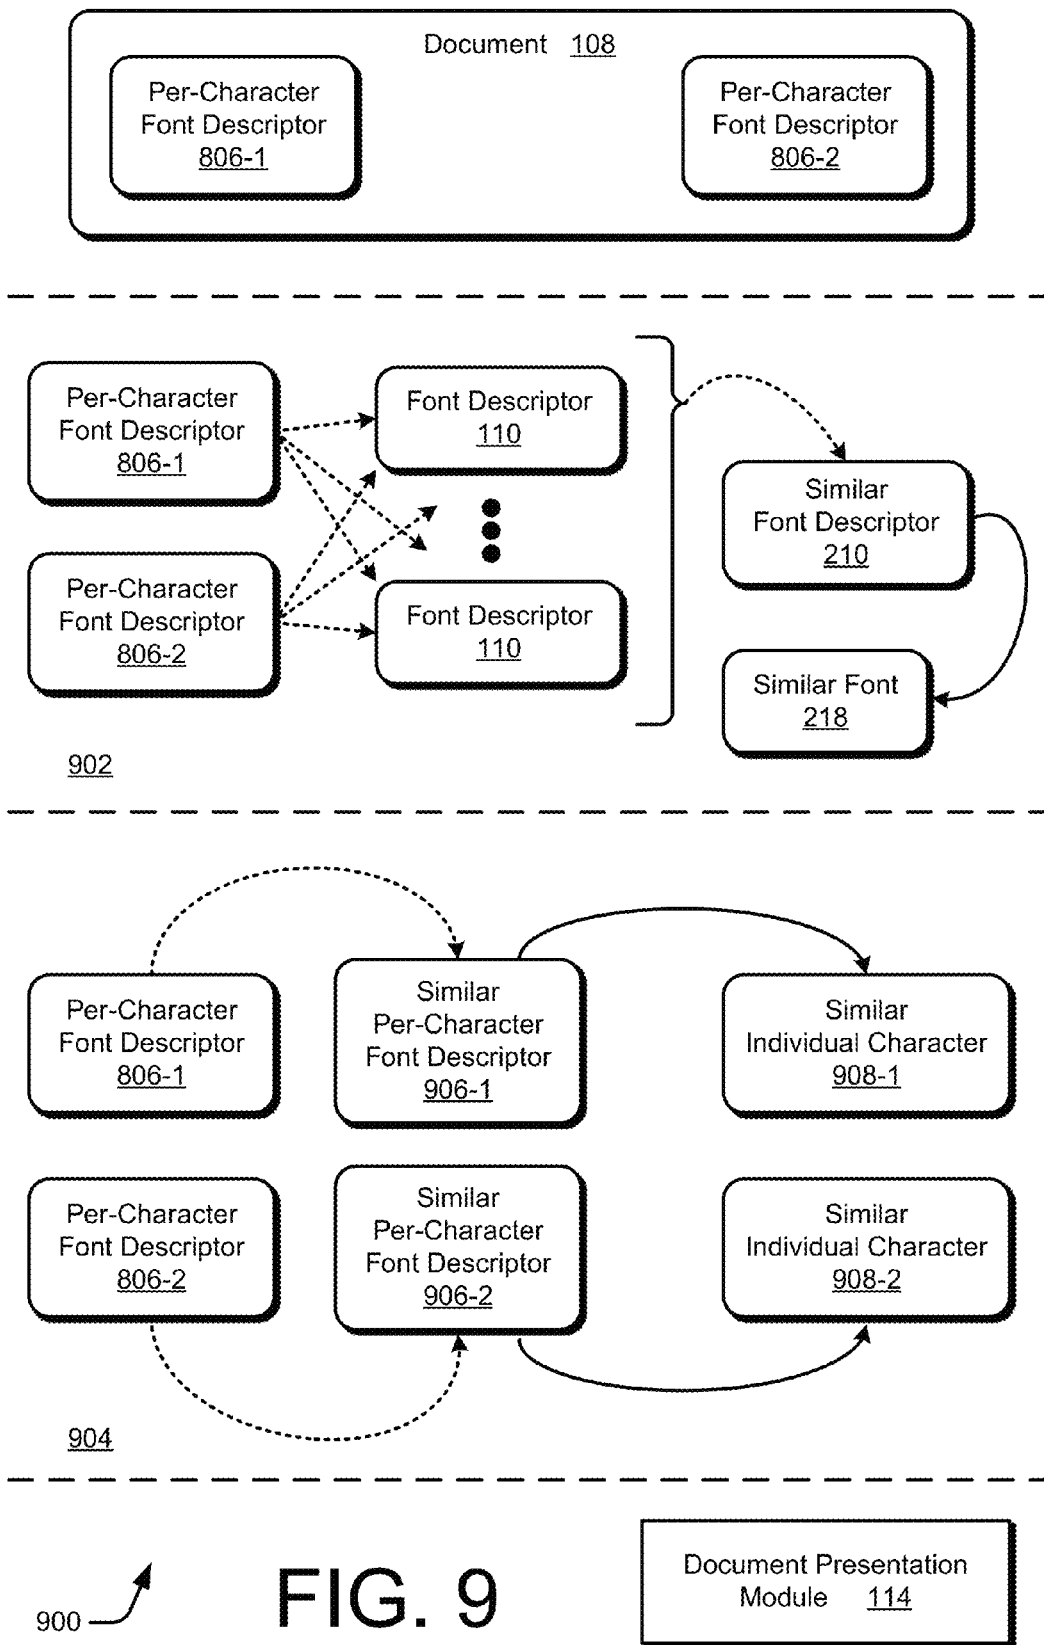 Document 108
Per-Character
Font Descriptor
806-1
Per-Character
Font Descriptor
806-2
Per-Character
Font Descriptor
806-1
Font Descriptor
110
Similar
Font Descriptor
210
Per-Character
Font Descriptor
806-2
Font Descriptor
110
Similar Font
218
902
Per-Character
Font Descriptor
806-1
Similar
Per-Character
Font Descriptor
906-1
Similar
Individual Character
908-1
Per-Character
Font Descriptor
806-2
Similar
Per-Character
Font Descriptor
906-2
Similar
Individual Character
908-2
904
900
FIG. 9
Document Presentation
Module 114